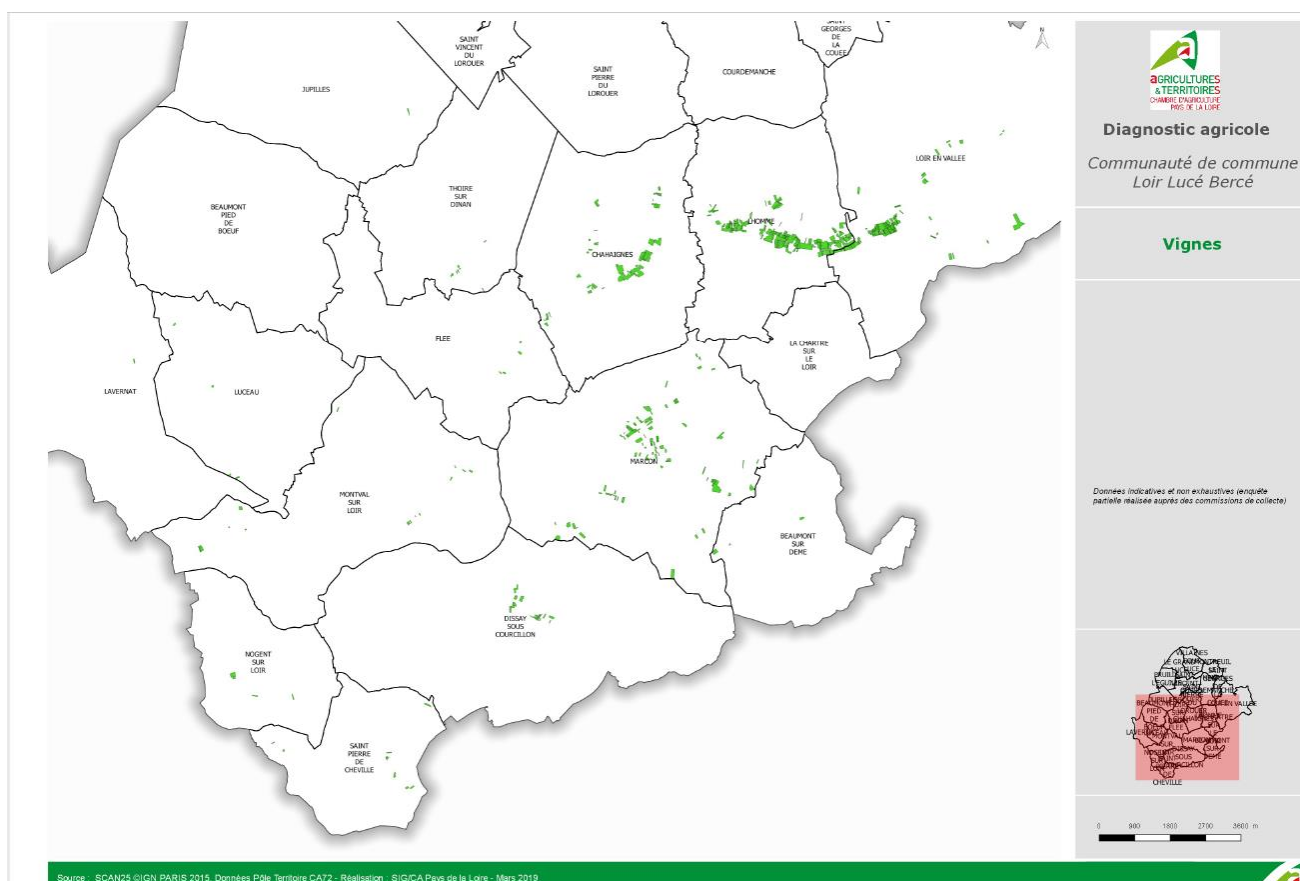 SAINT
VINCENT
DU
LOROUER
SAINT
GEORGES
DE
LA
COUEE
N
JUPILLES
SAINT
PIERRE
DU
LOROUER
COURDEMANCHE
LOIR EN VALLEE
THOIRE
SUR
DINAN
BEAUMONT
PIED
DE
BOEUF
LHOMME
CHAHAIGNES
FLEE
LA CHARTRE
SUR
LE
LOIR
LAVERNAT
LUCEAU
MARCON
MONTVAL
SUR
LOIR
BEAUMONT
SUR
DEME
DISSAY
SOUS
COURCILLON
NOGENT
SUR
LOIR
SAINT
PIERRE
DE
CHEVILLE
AGRICULTURES
& TERRITOIRES
CHAMBRE D'AGRICULTURE
PAYS DE LA LOIRE
Diagnostic agricole
Communauté de commune
Loir Lucé Bercé
Vignes
Données indicatives et non exhaustives (enquête
partielle réalisée auprès des commissions de collecte)
0 900 1800 2700 3600 m
Source : SCAN25 ©IGN PARIS 2015 Données Pôle Territoire CA72 - Réalisation : SIG/CA Pays de la Loire - Mars 2019